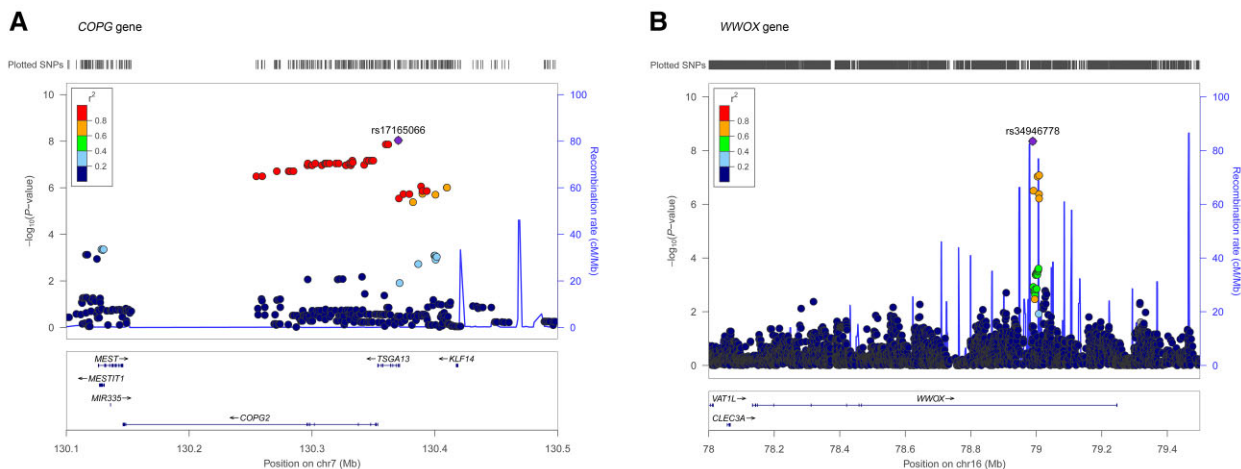 A
COPG gene
Plotted SNPs
10
8
6
4
2
0
−log10(P−value)
r2
0.8
0.6
0.4
0.2
rs17165066
100
80
60
40
20
0
Recombination rate (cM/Mb)
MEST
MESTIT1
MIR335
COPG2
TSGA13
KLF14
130.1
130.2
130.3
130.4
130.5
Position on chr7 (Mb)
B
WWOX gene
Plotted SNPs
10
8
6
4
2
0
−log10(P−value)
r2
0.8
0.6
0.4
0.2
rs34946778
100
80
60
40
20
0
Recombination rate (cM/Mb)
VAT1L
CLEC3A
WWOX
78
78.2
78.4
78.6
78.8
79
79.2
79.4
Position on chr16 (Mb)